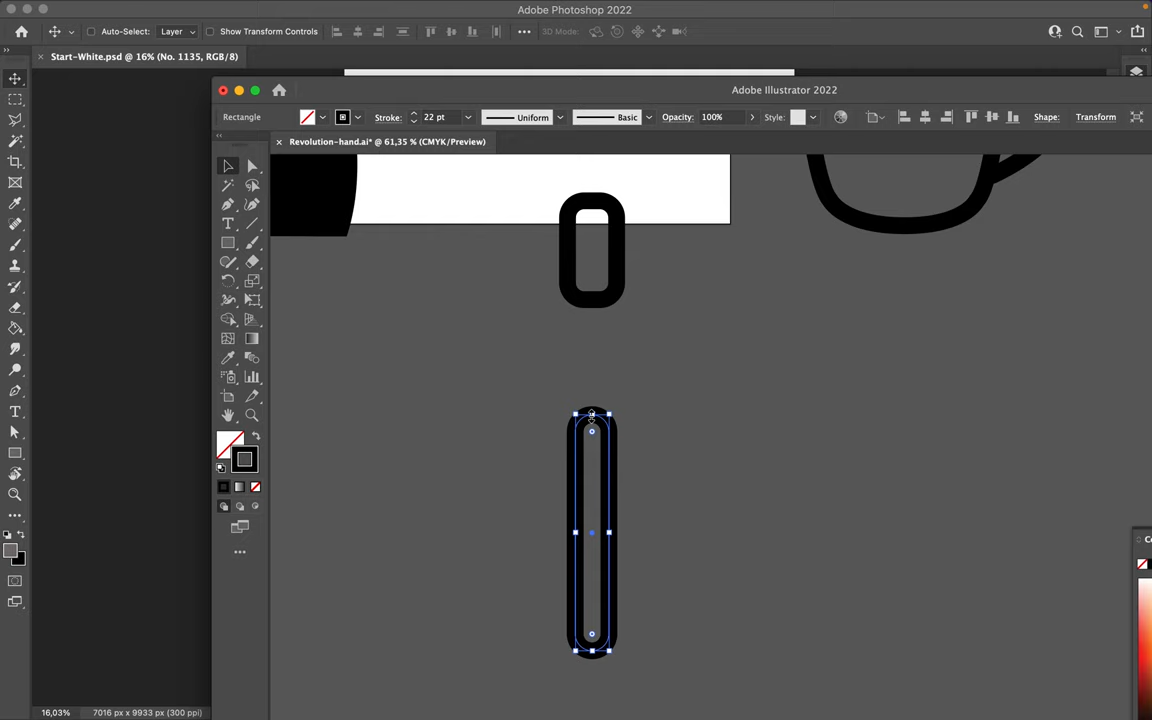 Adobe Photoshop 2022
Auto-Select: Layer Show Transform Controls 3D Mode:
Start-White.psd @ 16% (No. 1135, RGB/8)
Adobe Illustrator 2022
Rectangle Stroke: 22 pt Uniform Basic Opacity: 100% Style: Shape: Transform
Revolution-hand.ai* @ 61,35 % (CMYK/Preview)
Co
16,03% 7016 px x 9933 px (300 ppi)